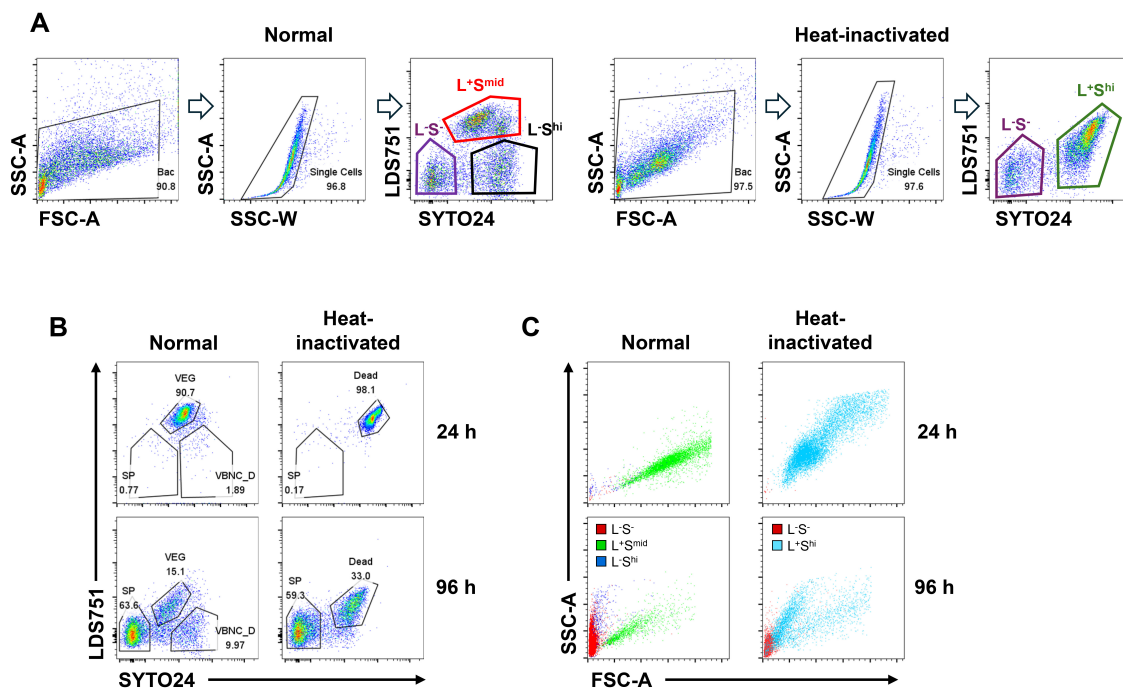 A
Normal
Heat-inactivated
SSC-A
Bac
90.8
FSC-A
SSC-A
Single Cells
96.8
SSC-W
LDS751
L⁺Sᵐⁱᵈ
L⁻S⁻
L⁻Sʰⁱ
SYTO24
SSC-A
Bac
97.5
FSC-A
SSC-A
Single Cells
97.6
SSC-W
LDS751
L⁺Sʰⁱ
L⁻S⁻
SYTO24
B
Normal
Heat-
inactivated
VEG
90.7
SP
0.77
VBNC_D
1.89
Dead
98.1
SP
0.17
24 h
VEG
15.1
SP
63.6
VBNC_D
9.97
Dead
33.0
SP
59.3
96 h
LDS751
SYTO24
C
Normal
Heat-
inactivated
24 h
L⁻S⁻
L⁺Sᵐⁱᵈ
L⁻Sʰⁱ
L⁻S⁻
L⁺Sʰⁱ
96 h
SSC-A
FSC-A